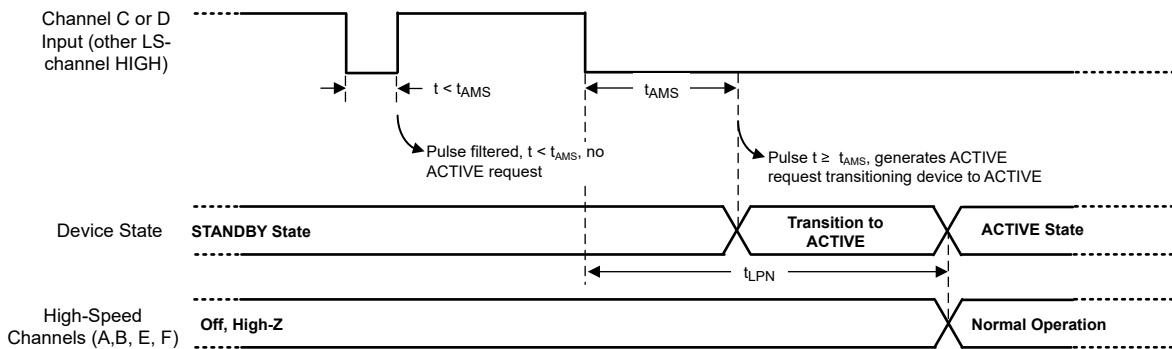 Channel C or D
Input (other LS-
channel HIGH)
t < tAMS
tAMS
Pulse filtered, t < tAMS, no
ACTIVE request
Pulse t ≥ tAMS, generates ACTIVE
request transitioning device to ACTIVE
Device State
STANDBY State
Transition to
ACTIVE
ACTIVE State
tLPN
High-Speed
Channels (A,B, E, F)
Off, High-Z
Normal Operation